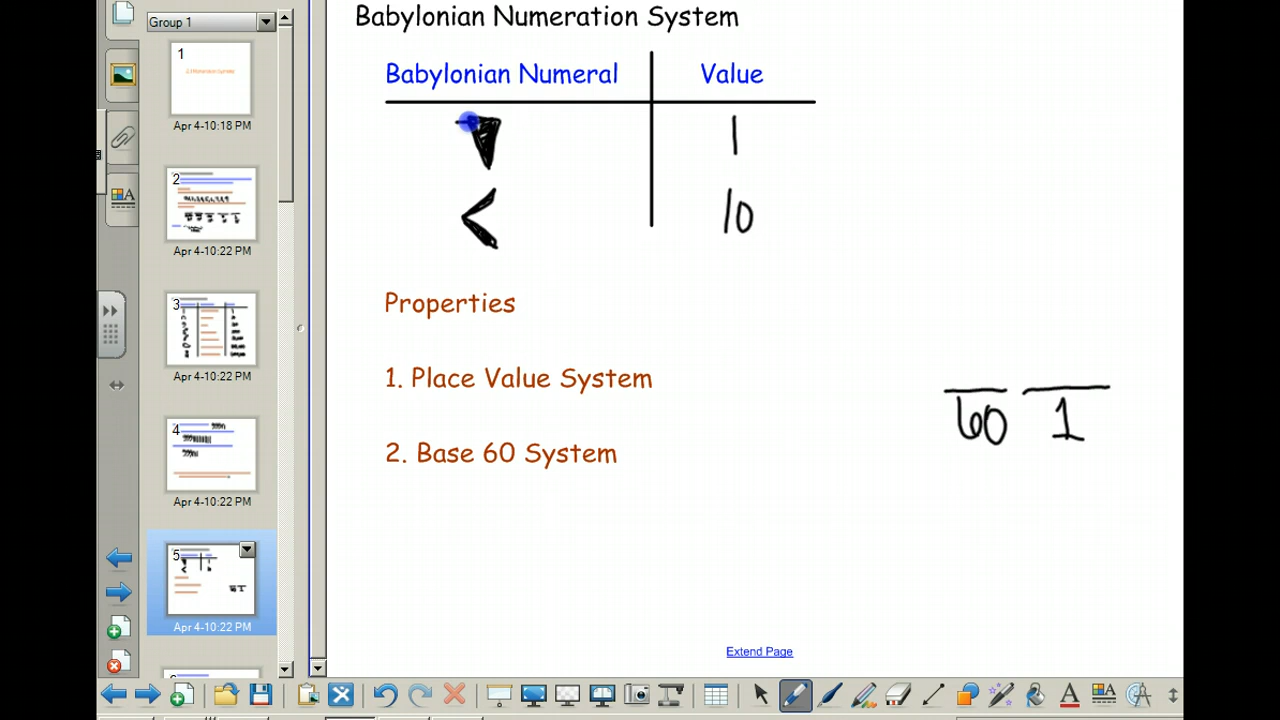 Group 1
1
Apr 4-10:18 PM
2
Apr 4-10:22 PM
3
Apr 4-10:22 PM
4
Apr 4-10:22 PM
5
Apr 4-10:22 PM
Babylonian Numeration System
Babylonian Numeral Value
1
< 10
Properties
1. Place Value System
2. Base 60 System
60 1
Extend Page